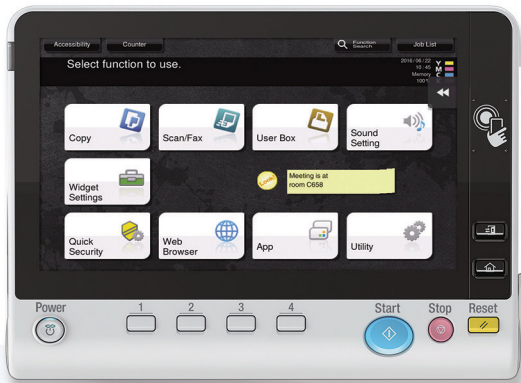 Accessibility
Counter
Function
Search
Job List
Select function to use.
2016/06/22
10:45
Memory
100%
Y
M
C
Copy
Scan/Fax
User Box
Sound
Setting
Widget
Settings
Meeting is at
room C658
Quick
Security
Web
Browser
App
Utility
Power
1
2
3
4
Start
Stop
Reset